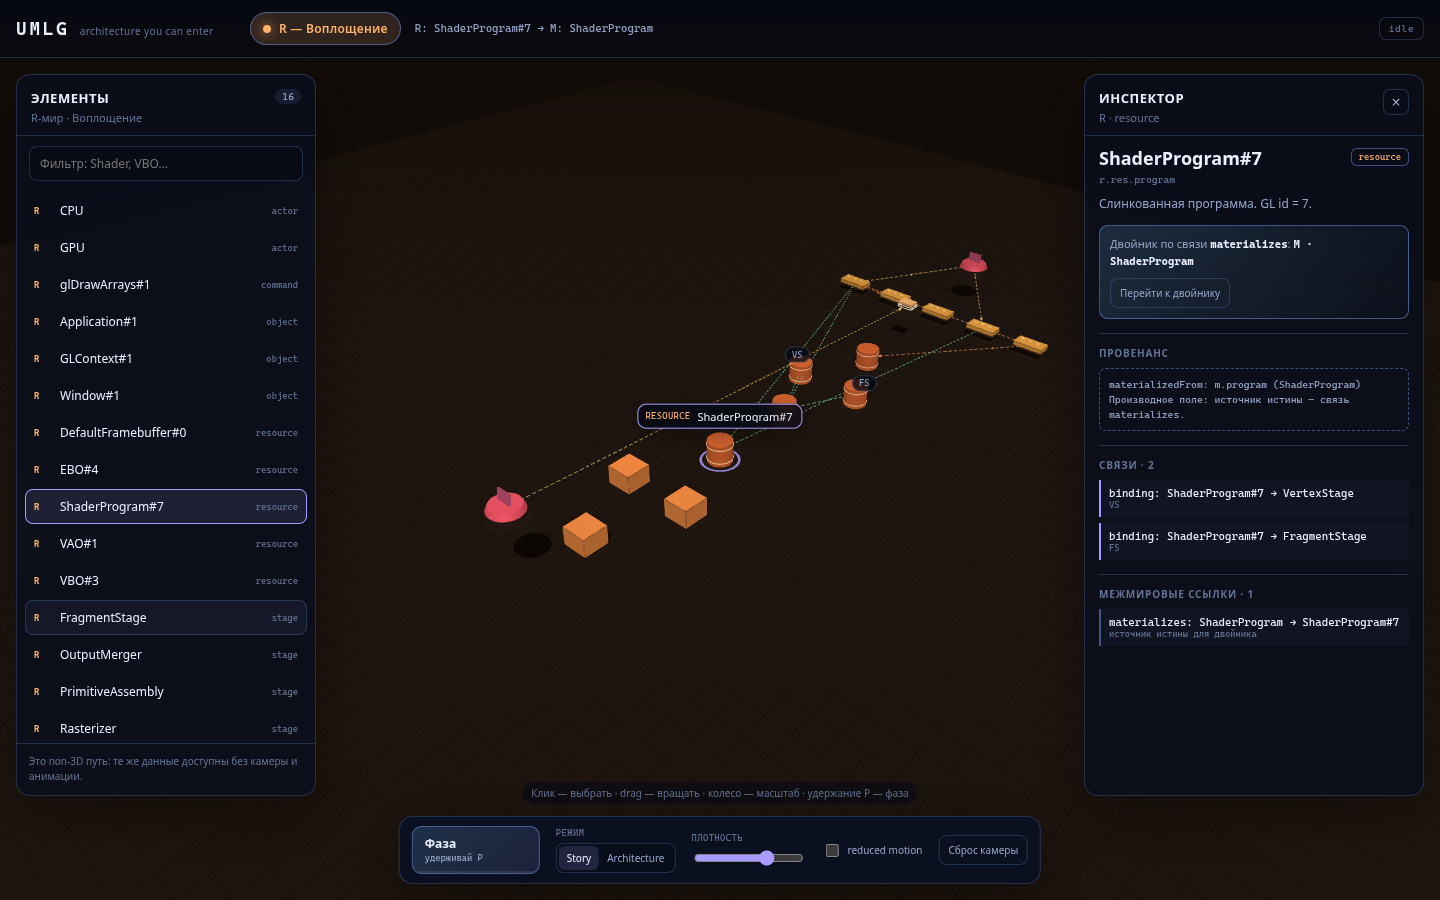 UMLG architecture you can enter
R — Воплощение
R: ShaderProgram#7 → M: ShaderProgram
idle
ЭЛЕМЕНТЫ
16
R-мир · Воплощение
Фильтр: Shader, VBO...
R CPU actor
R GPU actor
R glDrawArrays#1 command
R Application#1 object
R GLContext#1 object
R Window#1 object
R DefaultFramebuffer#0 resource
R EBO#4 resource
R ShaderProgram#7 resource
R VAO#1 resource
R VBO#3 resource
R FragmentStage stage
R OutputMerger stage
R PrimitiveAssembly stage
R Rasterizer stage
Это non-3D путь: те же данные доступны без камеры и
анимации.
VS
FS
RESOURCE ShaderProgram#7
Клик — выбрать · drag — вращать · колесо — масштаб · удержание P — фаза
Фаза
удерживай P
РЕЖИМ
Story
Architecture
ПЛОТНОСТЬ
reduced motion
Сброс камеры
ИНСПЕКТОР
R · resource
×
ShaderProgram#7
resource
r.res.program
Слинкованная программа. GL id = 7.
Двойник по связи materializes: M ·
ShaderProgram
Перейти к двойнику
ПРОВЕНАНС
materializedFrom: m.program (ShaderProgram)
Производное поле: источник истины — связь
materializes.
СВЯЗИ · 2
binding: ShaderProgram#7 → VertexStage
VS
binding: ShaderProgram#7 → FragmentStage
FS
МЕЖМИРОВЫЕ ССЫЛКИ · 1
materializes: ShaderProgram → ShaderProgram#7
источник истины для двойника